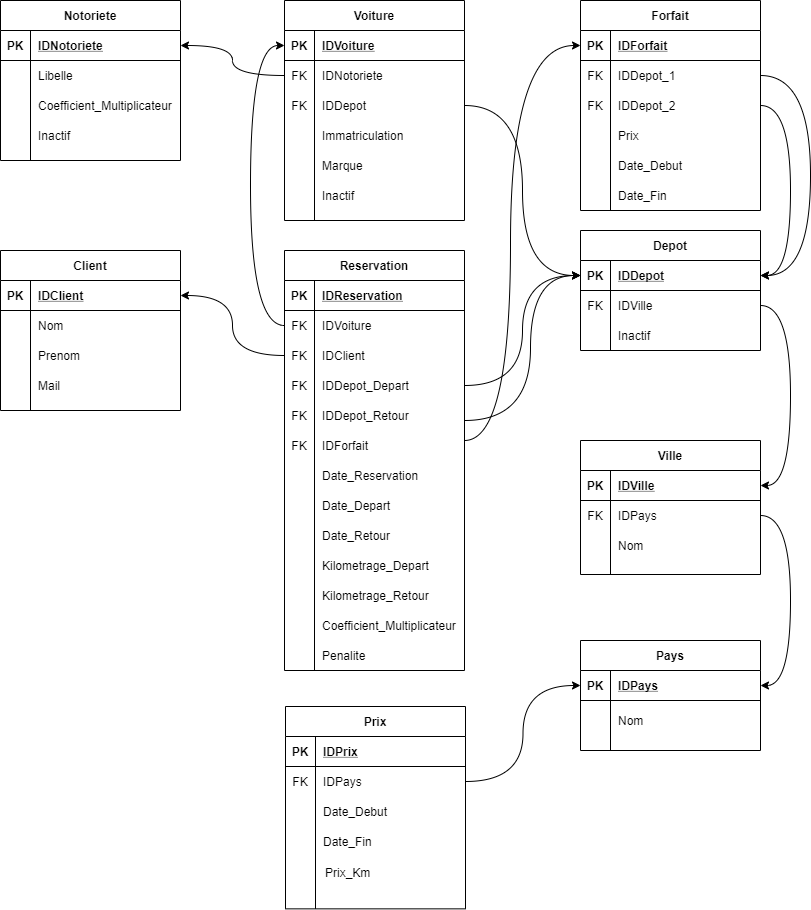 Notoriete
PK IDNotoriete
Libelle
Coefficient_Multiplicateur
Inactif
Voiture
PK IDVoiture
FK IDNotoriete
FK IDDepot
Immatriculation
Marque
Inactif
Forfait
PK IDForfait
FK IDDepot_1
FK IDDepot_2
Prix
Date_Debut
Date_Fin
Client
PK IDClient
Nom
Prenom
Mail
Reservation
PK IDReservation
FK IDVoiture
FK IDClient
FK IDDepot_Depart
FK IDDepot_Retour
FK IDForfait
Date_Reservation
Date_Depart
Date_Retour
Kilometrage_Depart
Kilometrage_Retour
Coefficient_Multiplicateur
Penalite
Depot
PK IDDepot
FK IDVille
Inactif
Ville
PK IDVille
FK IDPays
Nom
Pays
PK IDPays
Nom
Prix
PK IDPrix
FK IDPays
Date_Debut
Date_Fin
Prix_Km